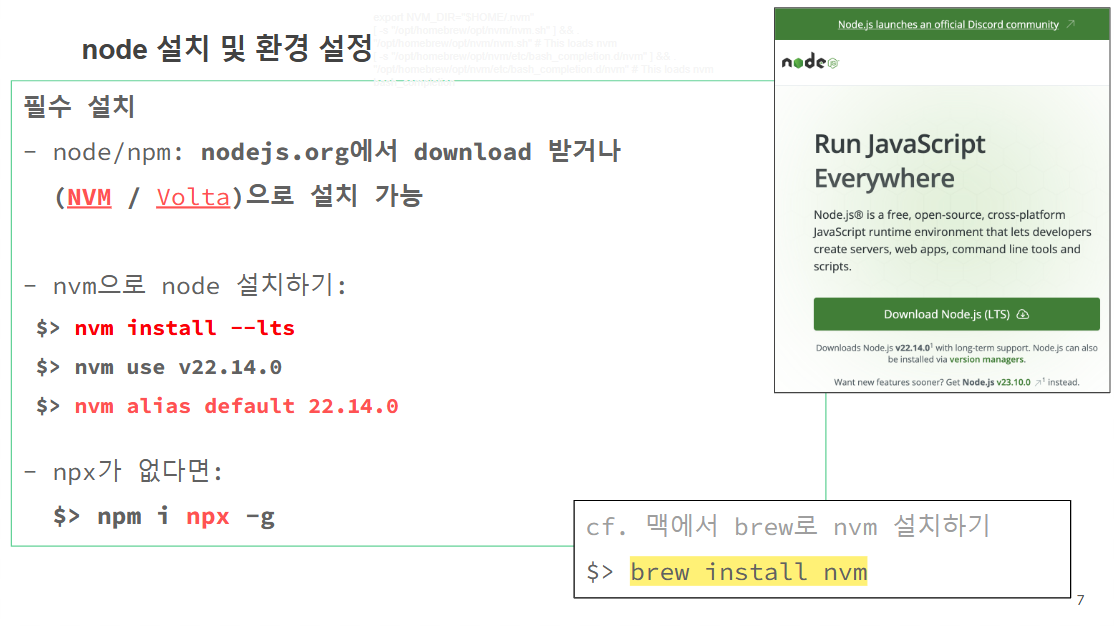 node 설치 및 환경 설정
export NVM_DIR="$HOME/.nvm"
[ -s "/opt/homebrew/opt/nvm/nvm.sh" ] &&
"/opt/homebrew/opt/nvm/nvm.sh" # This loads nvm
[ -s "/opt/homebrew/opt/nvm/etc/bash_completion.d/nvm" ] &&
"/opt/homebrew/opt/nvm/etc/bash_completion.d/nvm" # This loads nvm
필수 설치
- node/npm: nodejs.org에서 download 받거나
(NVM / Volta)으로 설치 가능
- nvm으로 node 설치하기:
$> nvm install --lts
$> nvm use v22.14.0
$> nvm alias default 22.14.0
- npx가 없다면:
$> npm i npx -g
Node.js launches an official Discord community ↗
node
Run JavaScript
Everywhere
Node.js® is a free, open-source, cross-platform
JavaScript runtime environment that lets developers
create servers, web apps, command line tools and
scripts.
Download Node.js (LTS)
Downloads Node.js v22.14.0¹ with long-term support. Node.js can also
be installed via version managers.
Want new features sooner? Get Node.js v23.10.0 ↗¹ instead.
cf. 맥에서 brew로 nvm 설치하기
$> brew install nvm
7